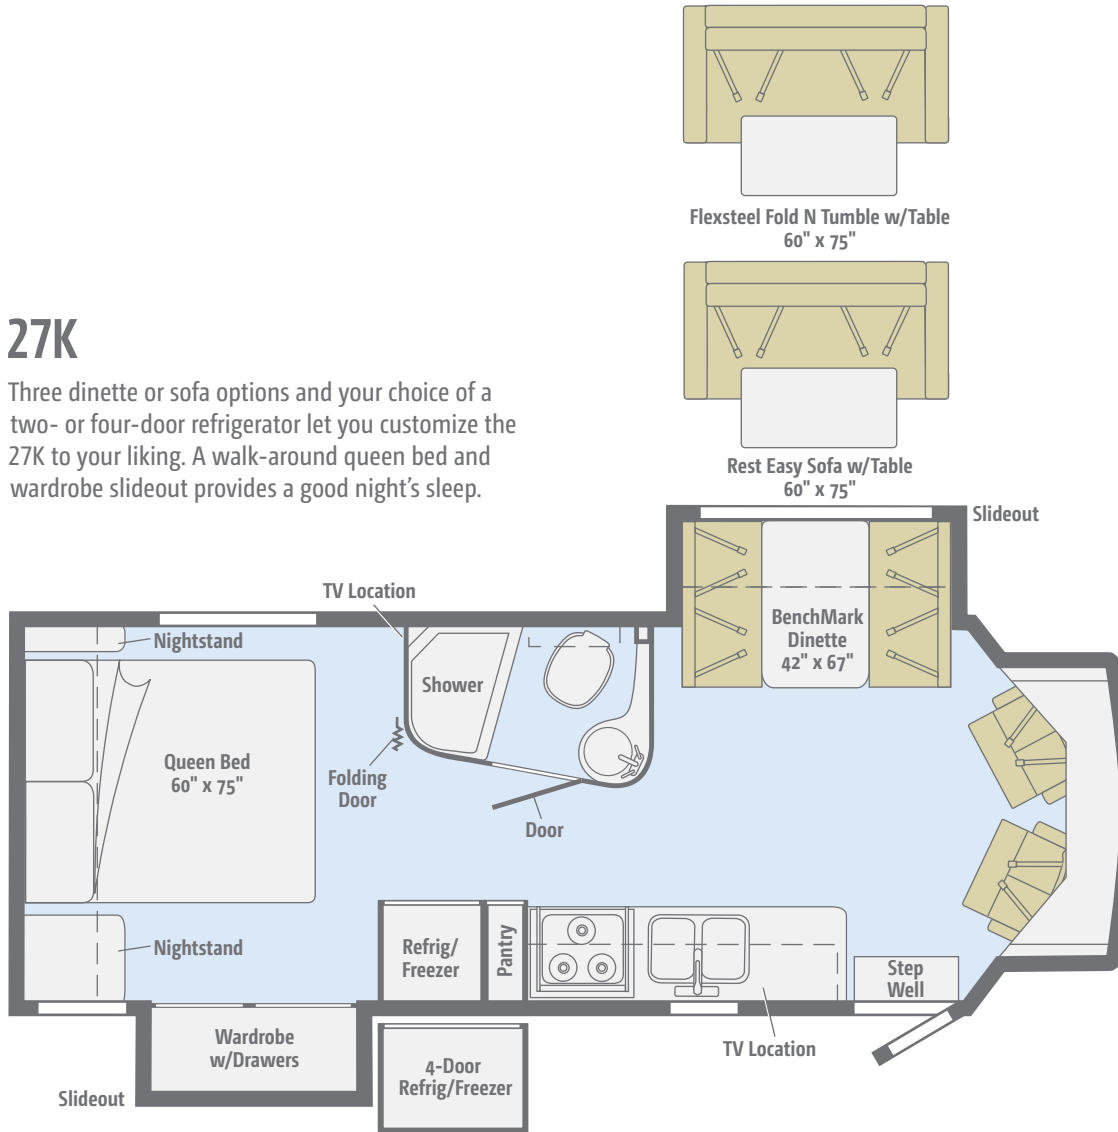 Flexsteel Fold N Tumble w/Table
60" x 75"
Rest Easy Sofa w/Table
60" x 75"
27K
Three dinette or sofa options and your choice of a
two- or four-door refrigerator let you customize the
27K to your liking. A walk-around queen bed and
wardrobe slideout provides a good night's sleep.
Slideout
TV Location
Nightstand
BenchMark
Dinette
42" x 67"
Shower
Queen Bed
60" x 75"
Folding
Door
Door
Nightstand
Refrig/
Freezer
Pantry
Step
Well
Wardrobe
w/Drawers
TV Location
4-Door
Refrig/Freezer
Slideout